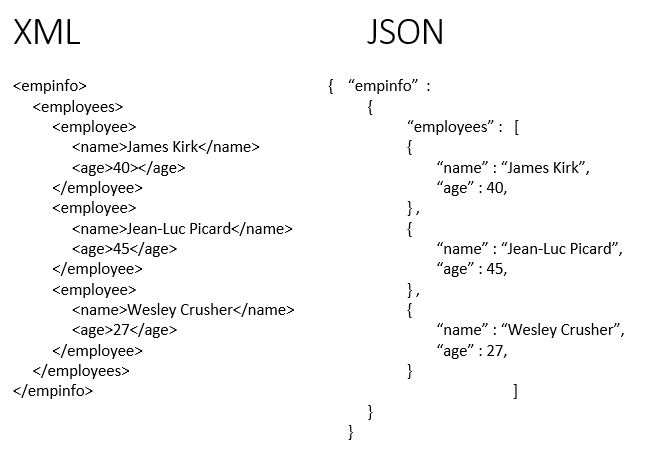 XML
<empinfo>
<employees>
<employee>
<name>James Kirk</name>
<age>40></age>
</employee>
<employee>
<name>Jean-Luc Picard</name>
<age>45</age>
</employee>
<employee>
<name>Wesley Crusher</name>
<age>27</age>
</employee>
</employees>
</empinfo>
JSON
{ “empinfo” :
{
“employees” : [
{
“name” : “James Kirk”,
“age” : 40,
} ,
{
“name” : “Jean-Luc Picard”,
“age” : 45,
} ,
{
“name” : “Wesley Crusher”,
“age” : 27,
}
]
}
}